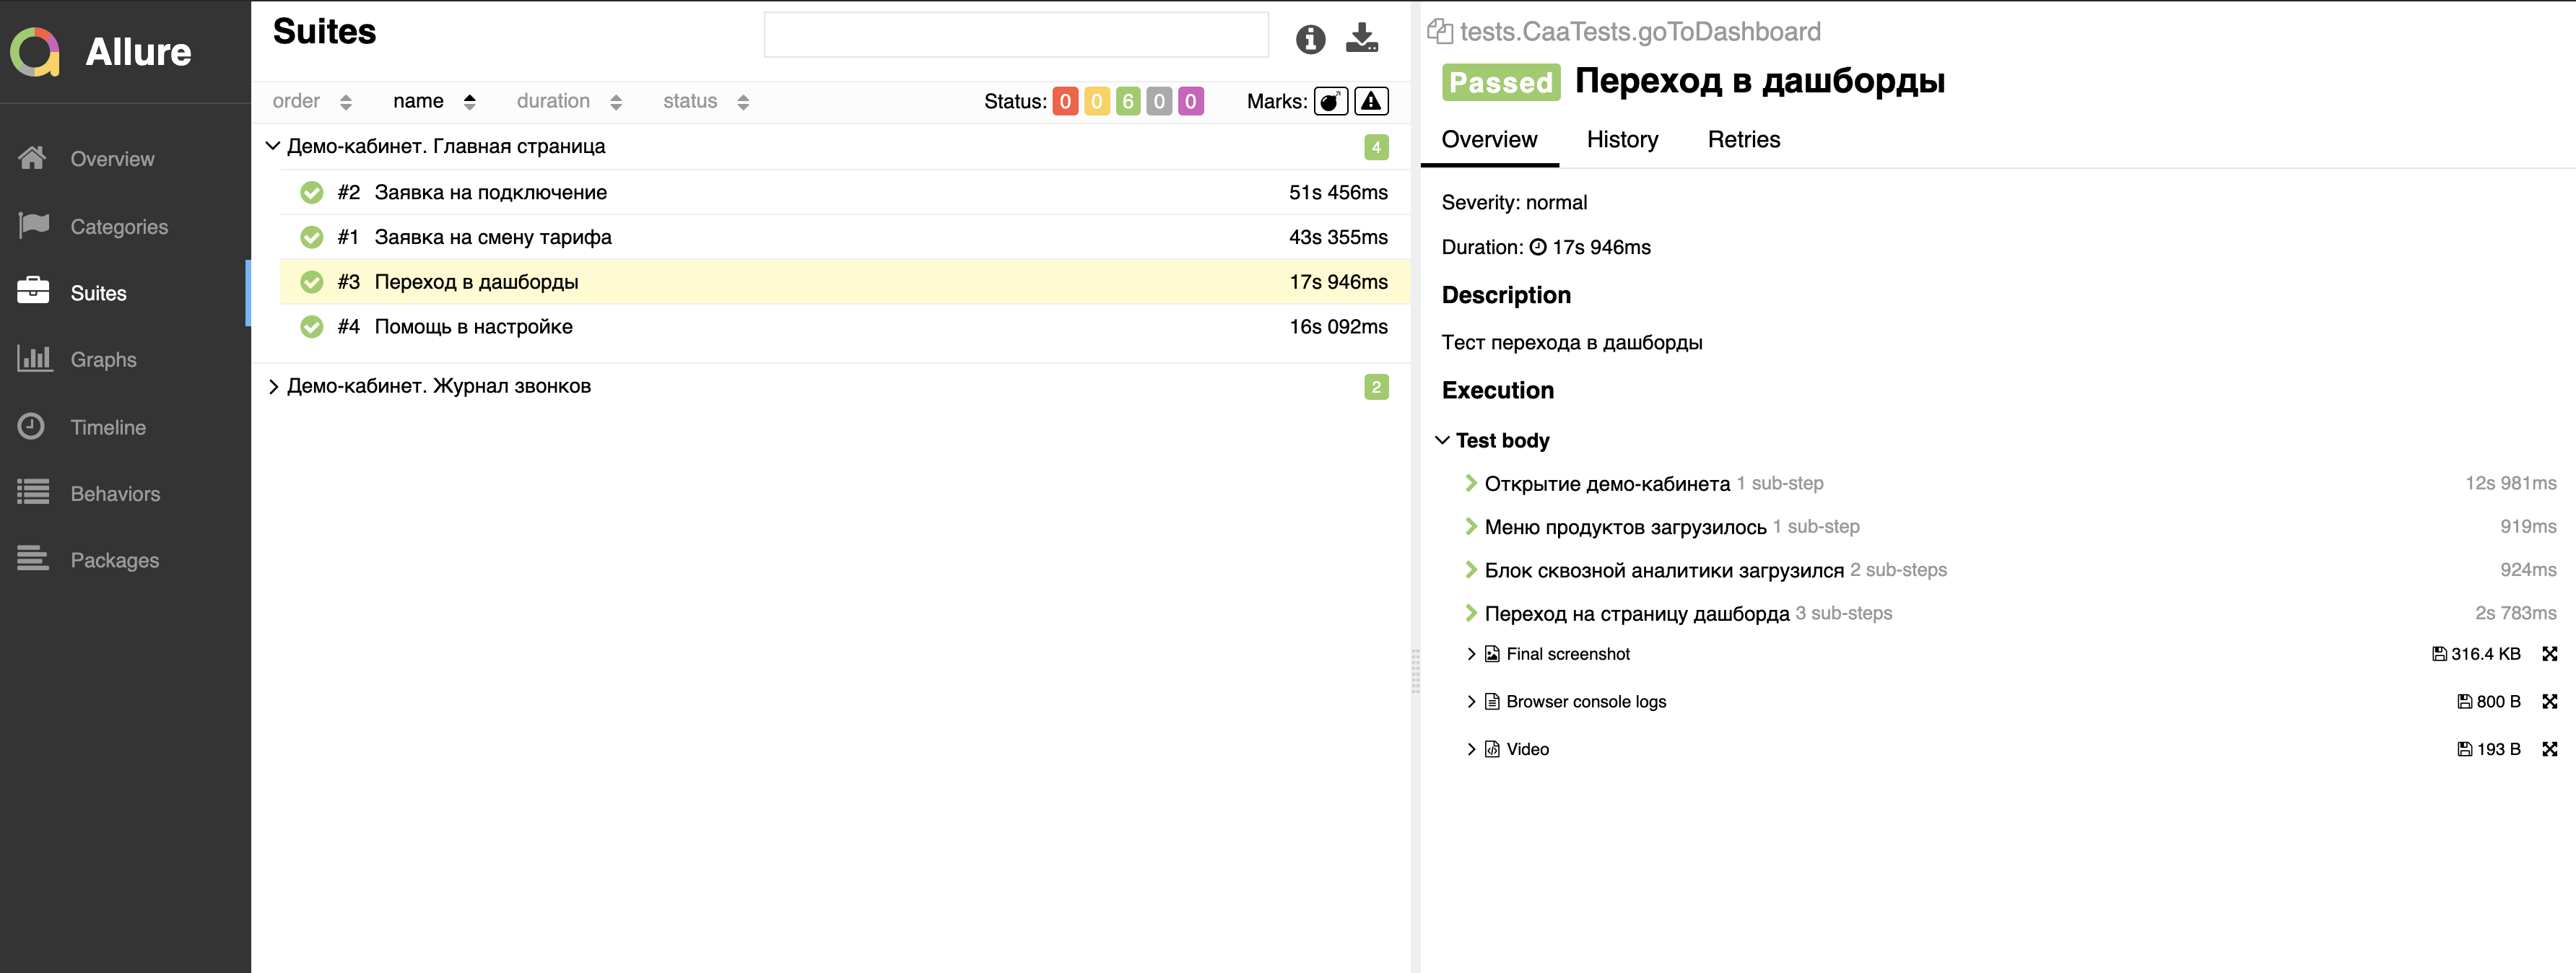 Allure
Overview
Categories
Suites
Graphs
Timeline
Behaviors
Packages
Suites
order name duration status Status: 0 0 6 0 0 Marks:
Демо-кабинет. Главная страница 4
#2 Заявка на подключение 51s 456ms
#1 Заявка на смену тарифа 43s 355ms
#3 Переход в дашборды 17s 946ms
#4 Помощь в настройке 16s 092ms
Демо-кабинет. Журнал звонков 2
tests.CaaTests.goToDashboard
Passed Переход в дашборды
Overview History Retries
Severity: normal
Duration: 17s 946ms
Description
Тест перехода в дашборды
Execution
Test body
Открытие демо-кабинета 1 sub-step 12s 981ms
Меню продуктов загрузилось 1 sub-step 919ms
Блок сквозной аналитики загрузился 2 sub-steps 924ms
Переход на страницу дашборда 3 sub-steps 2s 783ms
Final screenshot 316.4 KB
Browser console logs 800 B
Video 193 B